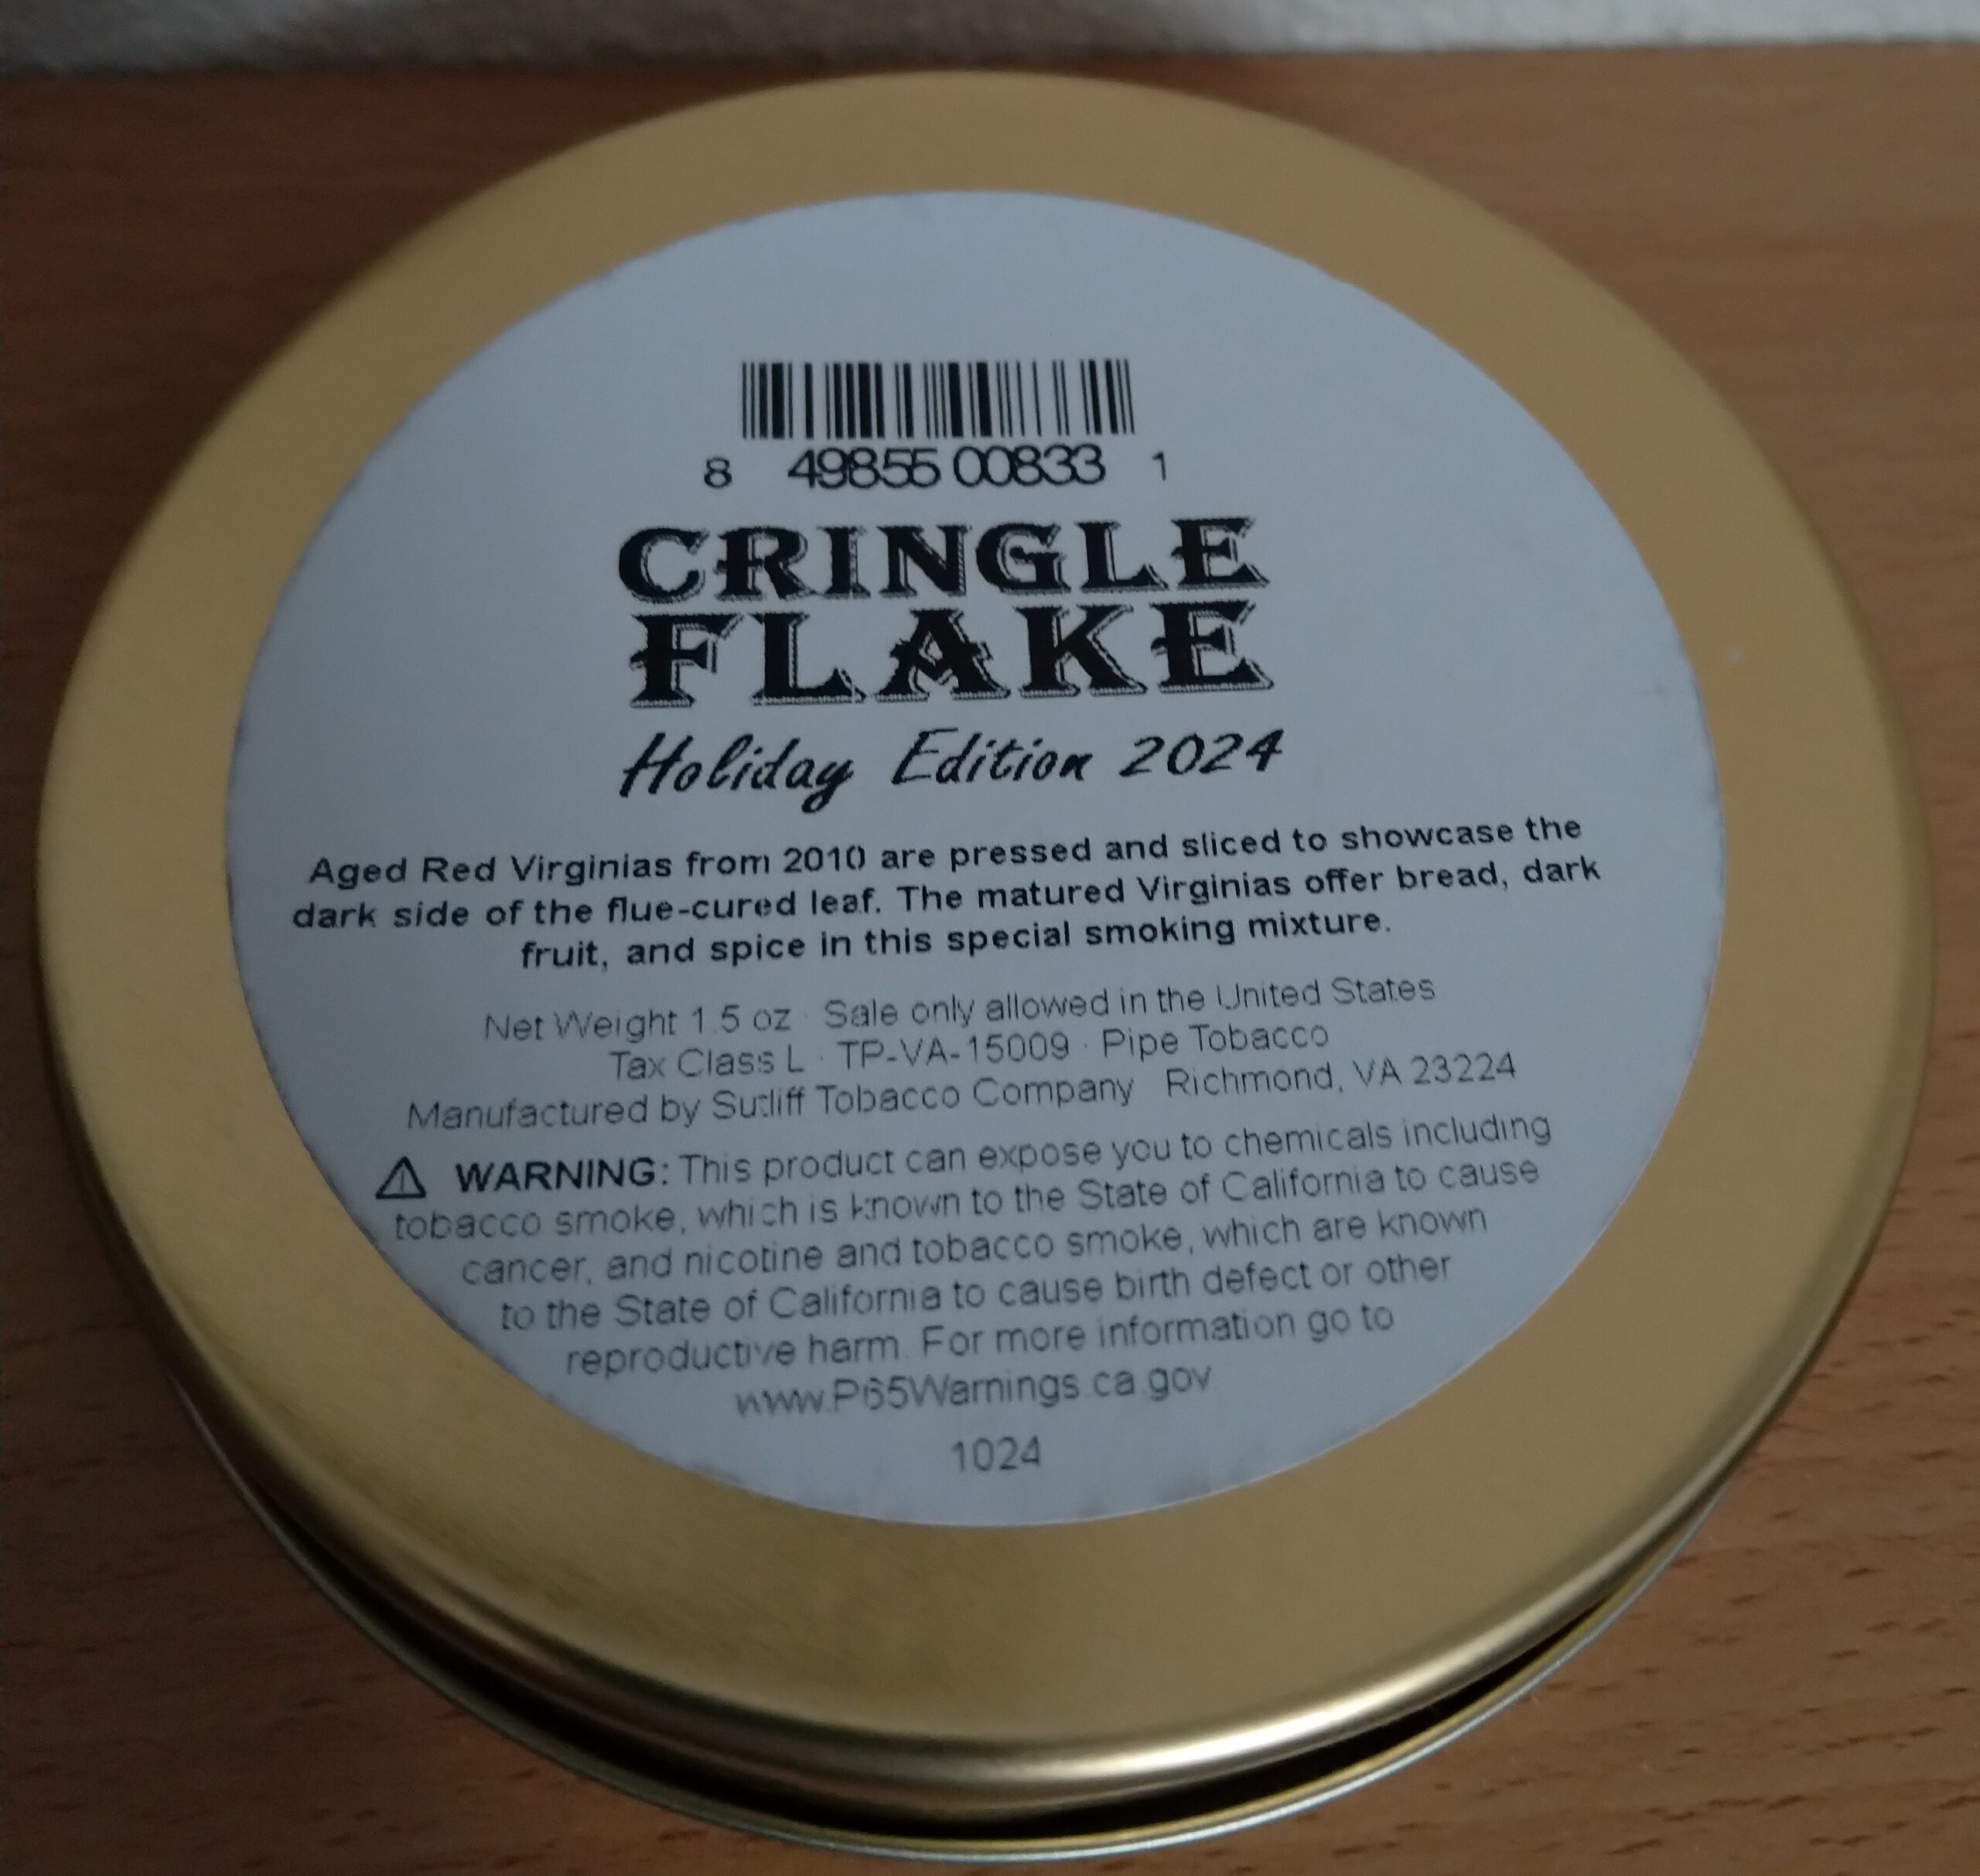 8 49855 00833 1
CRINGLE
FLAKE
Holiday Edition 2024
Aged Red Virginias from 2010 are pressed and sliced to showcase the
dark side of the flue-cured leaf. The matured Virginias offer bread, dark
fruit, and spice in this special smoking mixture.
Net Weight 1.5 oz · Sale only allowed in the United States
Tax Class L · TP-VA-15009 · Pipe Tobacco
Manufactured by Sutliff Tobacco Company Richmond, VA 23224
⚠ WARNING: This product can expose you to chemicals including
tobacco smoke, which is known to the State of California to cause
cancer, and nicotine and tobacco smoke, which are known
to the State of California to cause birth defect or other
reproductive harm. For more information go to
www.P65Warnings.ca.gov
1024